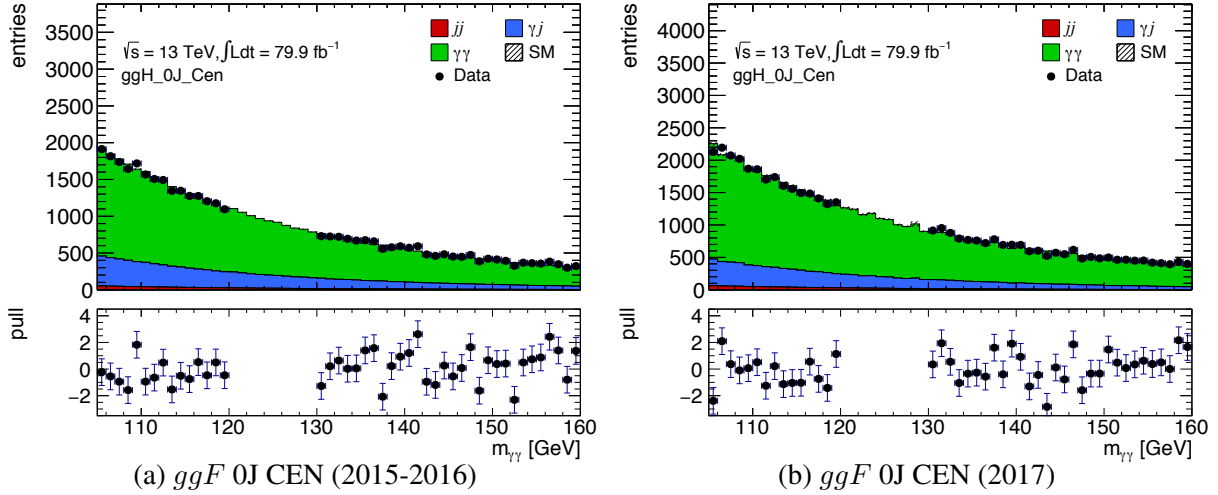 entries
3500
3000
2500
2000
1500
1000
500
0
√s = 13 TeV, ∫Ldt = 79.9 fb⁻¹
ggH_0J_Cen
jj
γj
γγ
SM
Data
pull
4
2
0
−2
110 120 130 140 150 160
m_γγ [GeV]
(a) ggF 0J CEN (2015-2016)
entries
4000
3500
3000
2500
2000
1500
1000
500
0
√s = 13 TeV, ∫Ldt = 79.9 fb⁻¹
ggH_0J_Cen
jj
γj
γγ
SM
Data
pull
4
2
0
−2
110 120 130 140 150 160
m_γγ [GeV]
(b) ggF 0J CEN (2017)